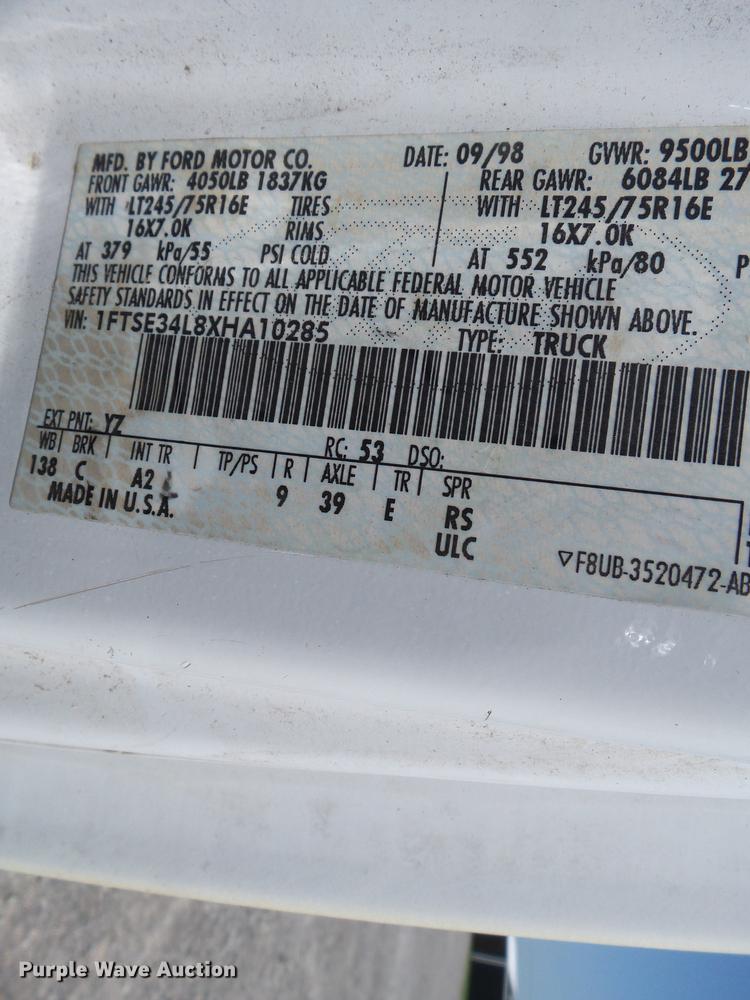 MFD. BY FORD MOTOR CO. DATE: 09/98 GVWR: 9500LB
FRONT GAWR: 4050LB 1837KG REAR GAWR: 6084LB 27
WITH LT245/75R16E TIRES WITH LT245/75R16E
16X7.0K RIMS 16X7.0K
AT 379 kPa/55 PSI COLD AT 552 kPa/80 P
THIS VEHICLE CONFORMS TO ALL APPLICABLE FEDERAL MOTOR VEHICLE
SAFETY STANDARDS IN EFFECT ON THE DATE OF MANUFACTURE SHOWN ABOVE.
VIN: 1FTSE34L8XHA10285 TYPE: TRUCK
EXT PNT: YZ RC: 53 DSO:
WB BRK INT TR TP/PS R AXLE TR SPR
138 C A2 9 39 E RS
MADE IN U.S.A. ULC
F8UB-3520472-AB
Purple Wave Auction